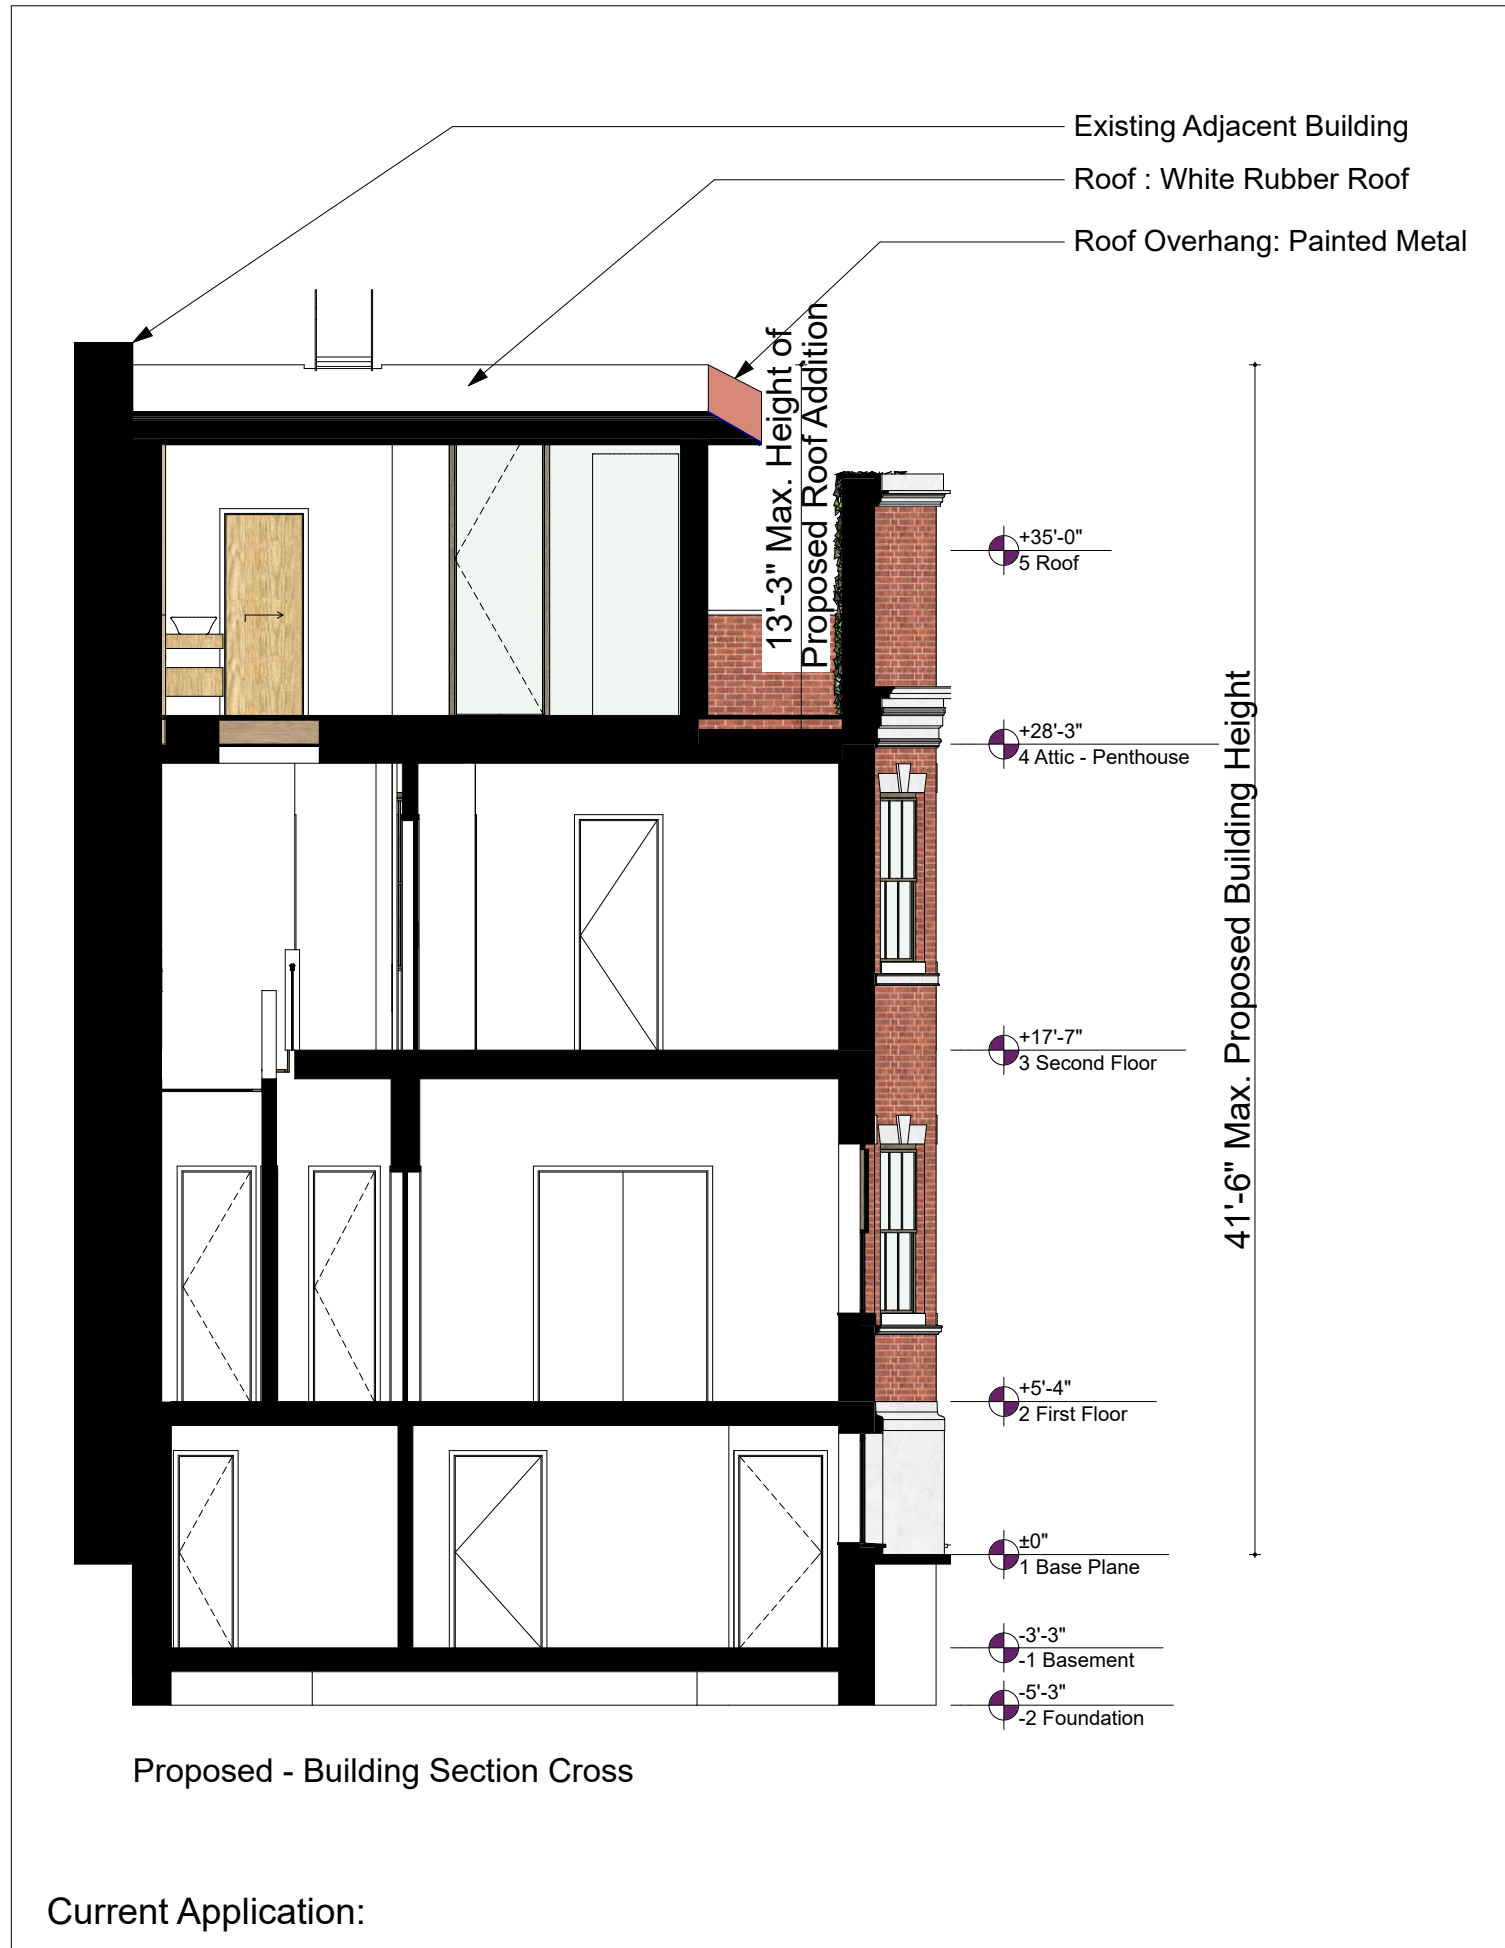 Existing Adjacent Building
Roof : White Rubber Roof
Roof Overhang: Painted Metal
13'-3" Max. Height of
Proposed Roof Addition
+35'-0"
5 Roof
+28'-3"
4 Attic - Penthouse
41'-6" Max. Proposed Building Height
+17'-7"
3 Second Floor
+5'-4"
2 First Floor
±0"
1 Base Plane
-3'-3"
-1 Basement
-5'-3"
-2 Foundation
Proposed - Building Section Cross
Current Application: